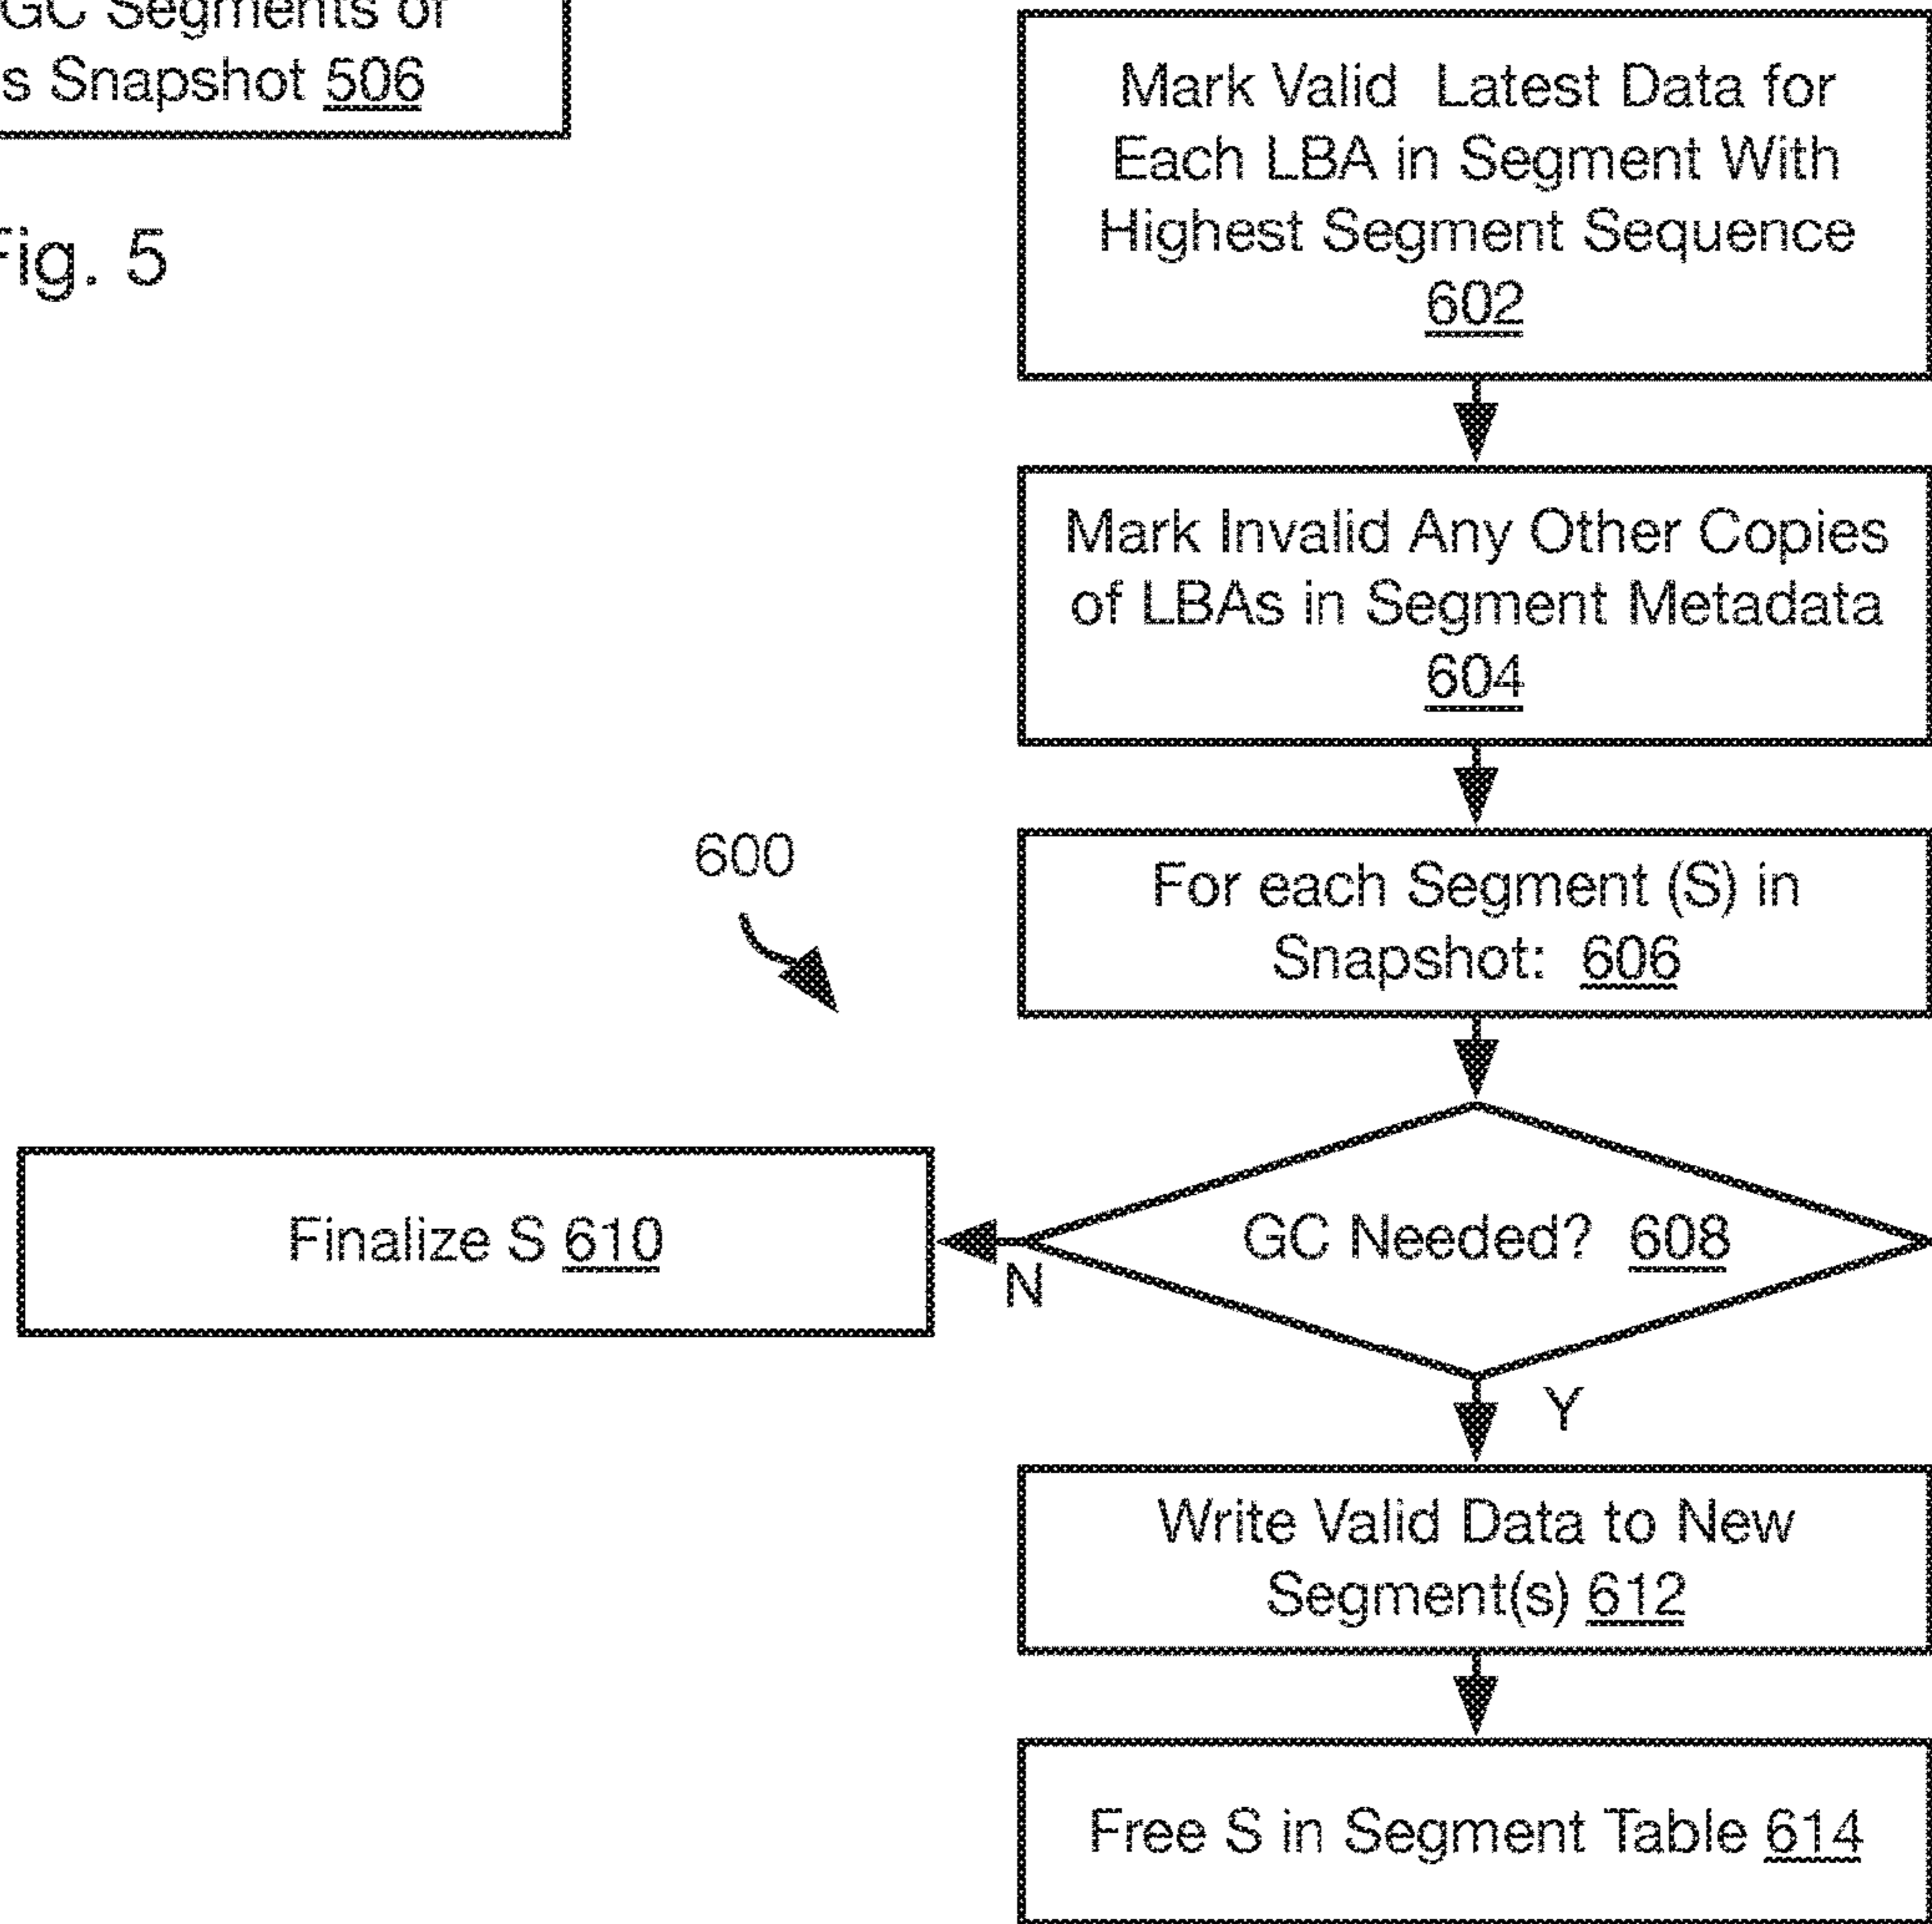 GC Segments of
s Snapshot 506
Fig. 5
Mark Valid Latest Data for
Each LBA in Segment With
Highest Segment Sequence
602
Mark Invalid Any Other Copies
of LBAs in Segment Metadata
604
600
For each Segment (S) in
Snapshot: 606
GC Needed? 608
N
Finalize S 610
Y
Write Valid Data to New
Segment(s) 612
Free S in Segment Table 614